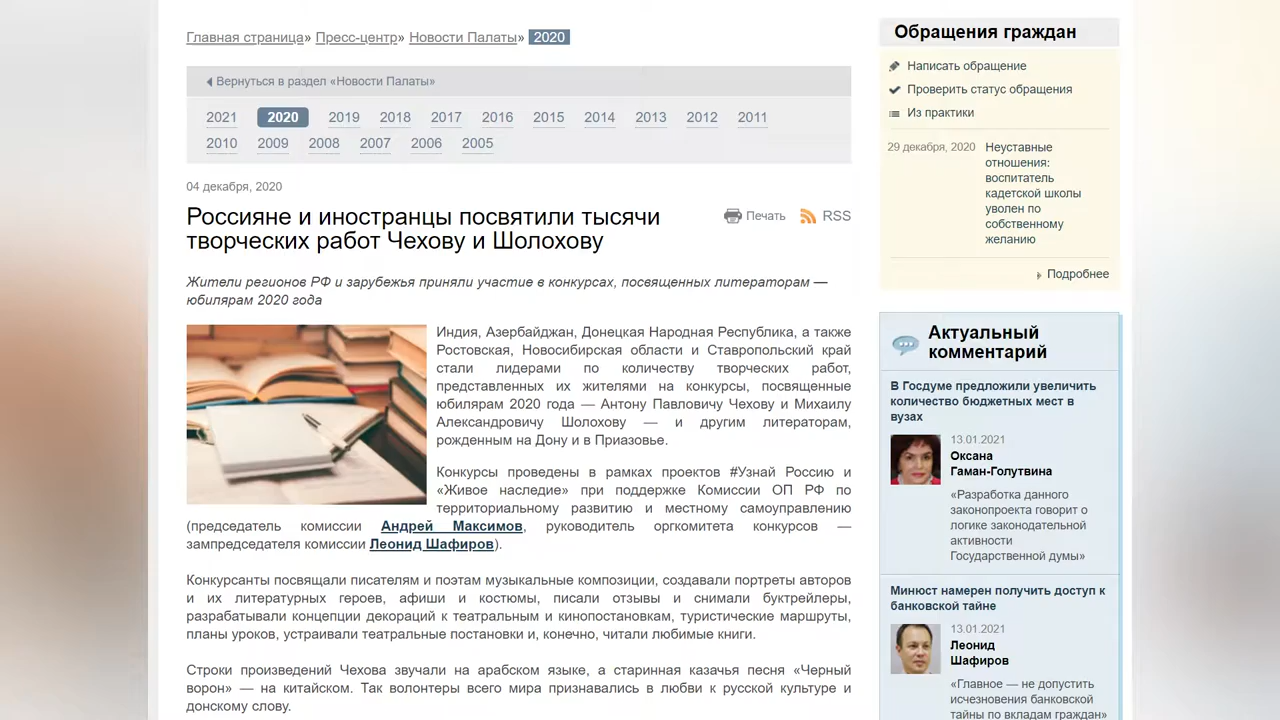 Главная страница» Пресс-центр» Новости Палаты» 2020
Вернуться в раздел «Новости Палаты»
2021 2020 2019 2018 2017 2016 2015 2014 2013 2012 2011
2010 2009 2008 2007 2006 2005
04 декабря, 2020
Россияне и иностранцы посвятили тысячи
творческих работ Чехову и Шолохову
Печать RSS
Жители регионов РФ и зарубежья приняли участие в конкурсах, посвященных литераторам —
юбилярам 2020 года
Индия, Азербайджан, Донецкая Народная Республика, а также
Ростовская, Новосибирская области и Ставропольский край
стали лидерами по количеству творческих работ,
представленных их жителями на конкурсы, посвященные
юбилярам 2020 года — Антону Павловичу Чехову и Михаилу
Александровичу Шолохову — и другим литераторам,
рожденным на Дону и в Приазовье.
Конкурсы проведены в рамках проектов #Узнай Россию и
«Живое наследие» при поддержке Комиссии ОП РФ по
территориальному развитию и местному самоуправлению
(председатель комиссии Андрей Максимов, руководитель оргкомитета конкурсов —
зампредседателя комиссии Леонид Шафиров).
Конкурсанты посвящали писателям и поэтам музыкальные композиции, создавали портреты авторов
и их литературных героев, афиши и костюмы, писали отзывы и снимали буктрейлеры,
разрабатывали концепции декораций к театральным и кинопостановкам, туристические маршруты,
планы уроков, устраивали театральные постановки и, конечно, читали любимые книги.
Строки произведений Чехова звучали на арабском языке, а старинная казачья песня «Черный
ворон» — на китайском. Так волонтеры всего мира признавались в любви к русской культуре и
донскому слову.
Обращения граждан
Написать обращение
Проверить статус обращения
Из практики
29 декабря, 2020 Неуставные
отношения:
воспитатель
кадетской школы
уволен по
собственному
желанию
Подробнее
Актуальный
комментарий
В Госдуме предложили увеличить
количество бюджетных мест в
вузах
13.01.2021
Оксана
Гаман-Голутвина
«Разработка данного
законопроекта говорит о
логике законодательной
активности
Государственной думы»
Минюст намерен получить доступ к
банковской тайне
13.01.2021
Леонид
Шафиров
«Главное — не допустить
исчезновения банковской
тайны по вкладам граждан»